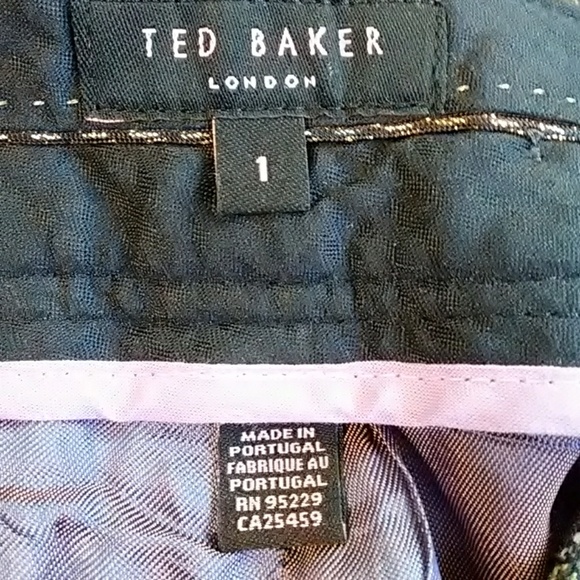 TED BAKER
LONDON
1
MADE IN
PORTUGAL
FABRIQUE AU
PORTUGAL
RN 95229
CA25459